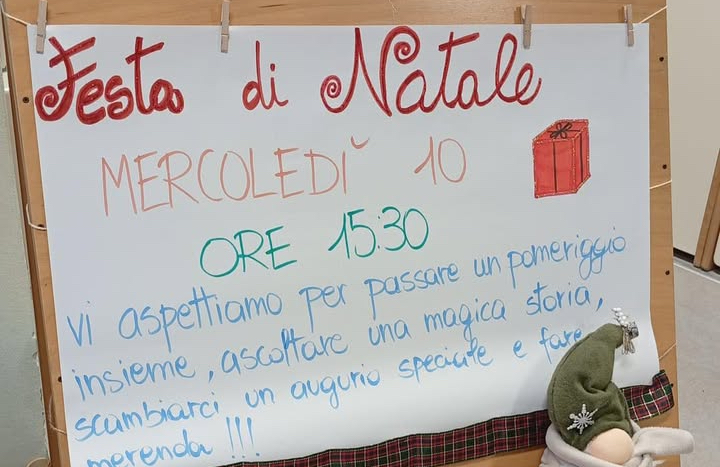 Festa di Natale
MERCOLEDÌ 10
ORE 15:30
Vi aspettiamo per passare un pomeriggio
insieme, ascoltare una magica storia,
scambiarci un augurio speciale e fare
merenda !!!